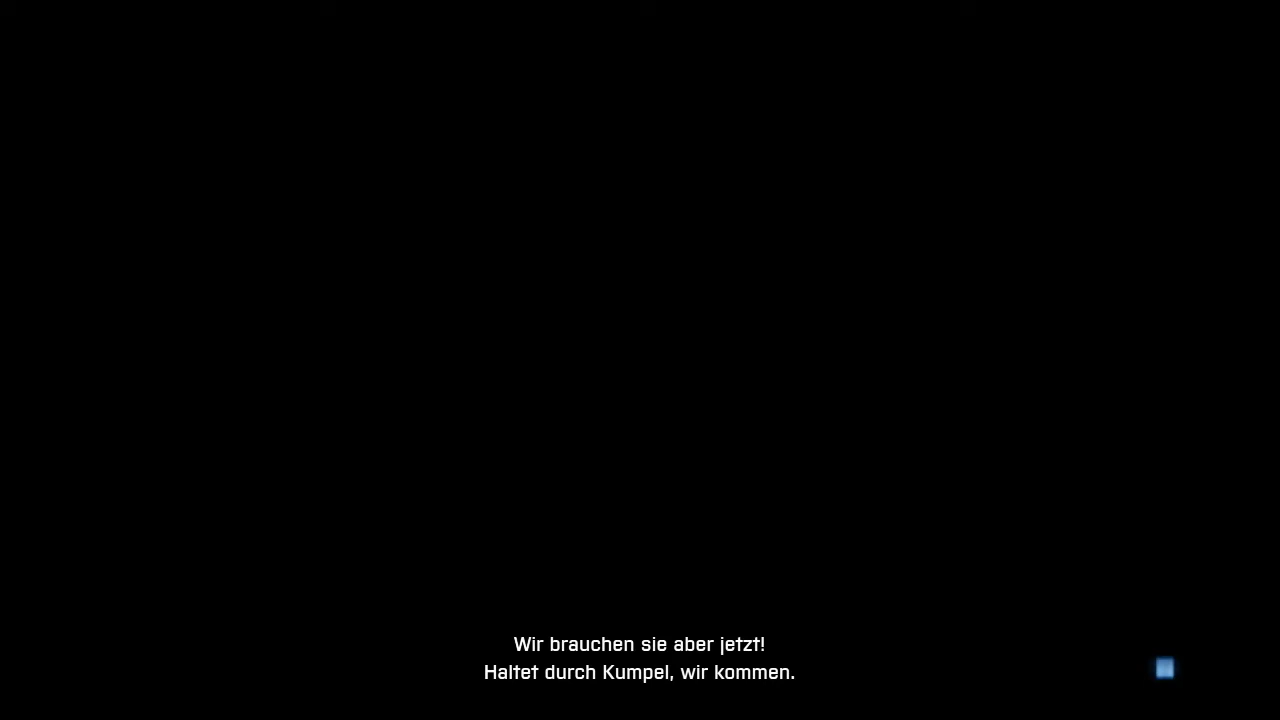 Wir brauchen sie aber jetzt!
Haltet durch Kumpel, wir kommen.